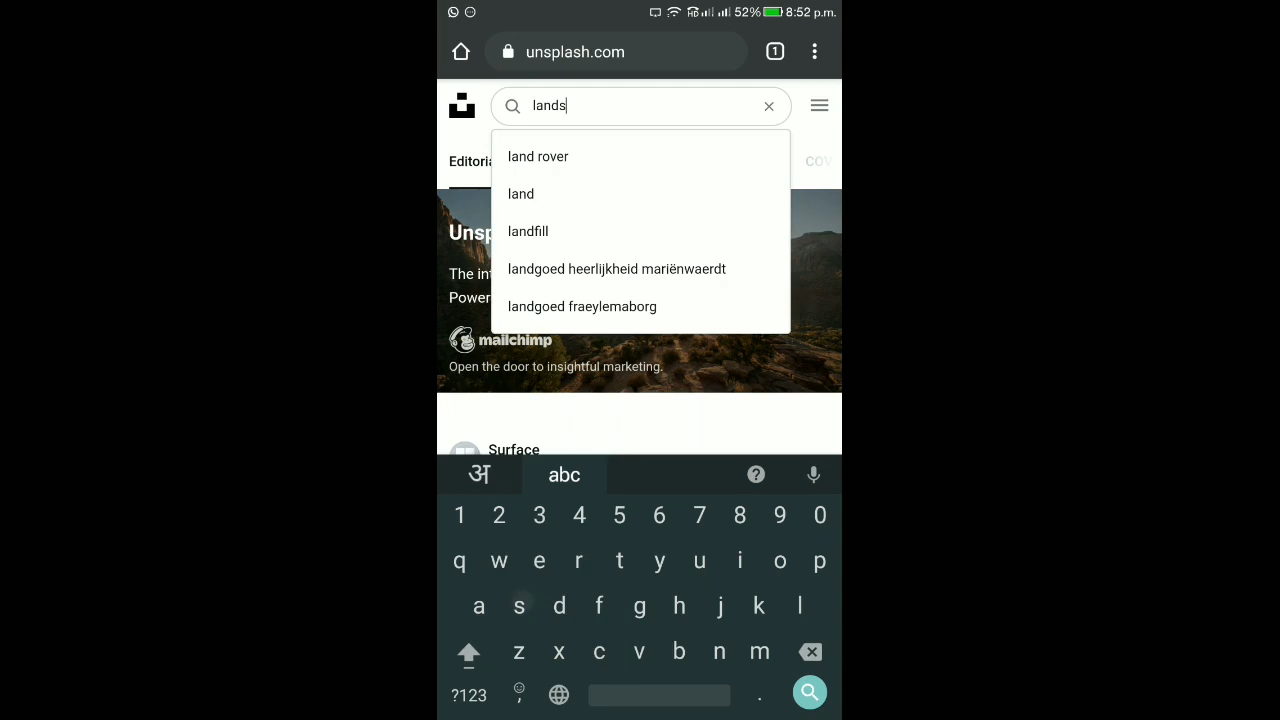 HD 52% 8:52 p.m.
unsplash.com 1
lands
Editoria COV
land rover
land
landfill
landgoed heerlijkheid mariënwaerdt
landgoed fraeylemaborg
Unsp
The in
Power
mailchimp
Open the door to insightful marketing.
Surface
अ abc ?
1 2 3 4 5 6 7 8 9 0
q w e r t y u i o p
a s d f g h j k l
z x c v b n m
?123 , .